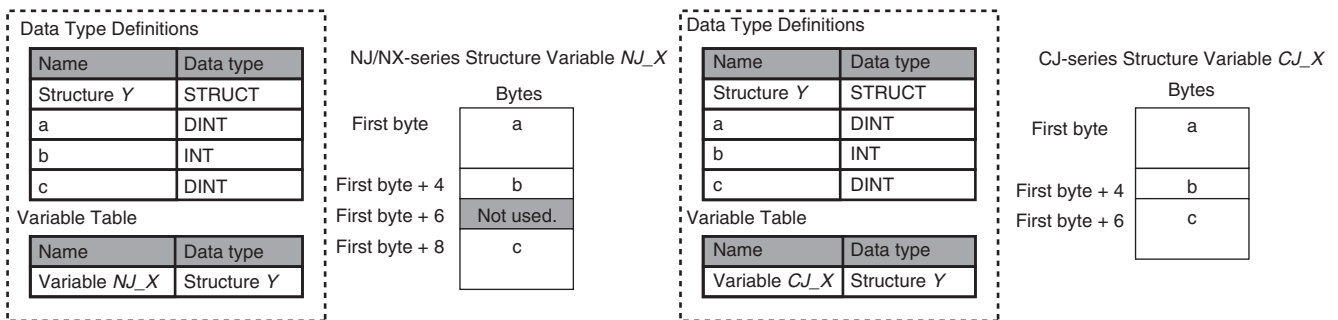 Data Type Definitions
Name Data type
Structure Y STRUCT
a DINT
b INT
c DINT
Variable Table
Name Data type
Variable NJ_X Structure Y
NJ/NX-series Structure Variable NJ_X
Bytes
First byte a
First byte + 4 b
First byte + 6 Not used.
First byte + 8 c
Data Type Definitions
Name Data type
Structure Y STRUCT
a DINT
b INT
c DINT
Variable Table
Name Data type
Variable CJ_X Structure Y
CJ-series Structure Variable CJ_X
Bytes
First byte a
First byte + 4 b
First byte + 6 c